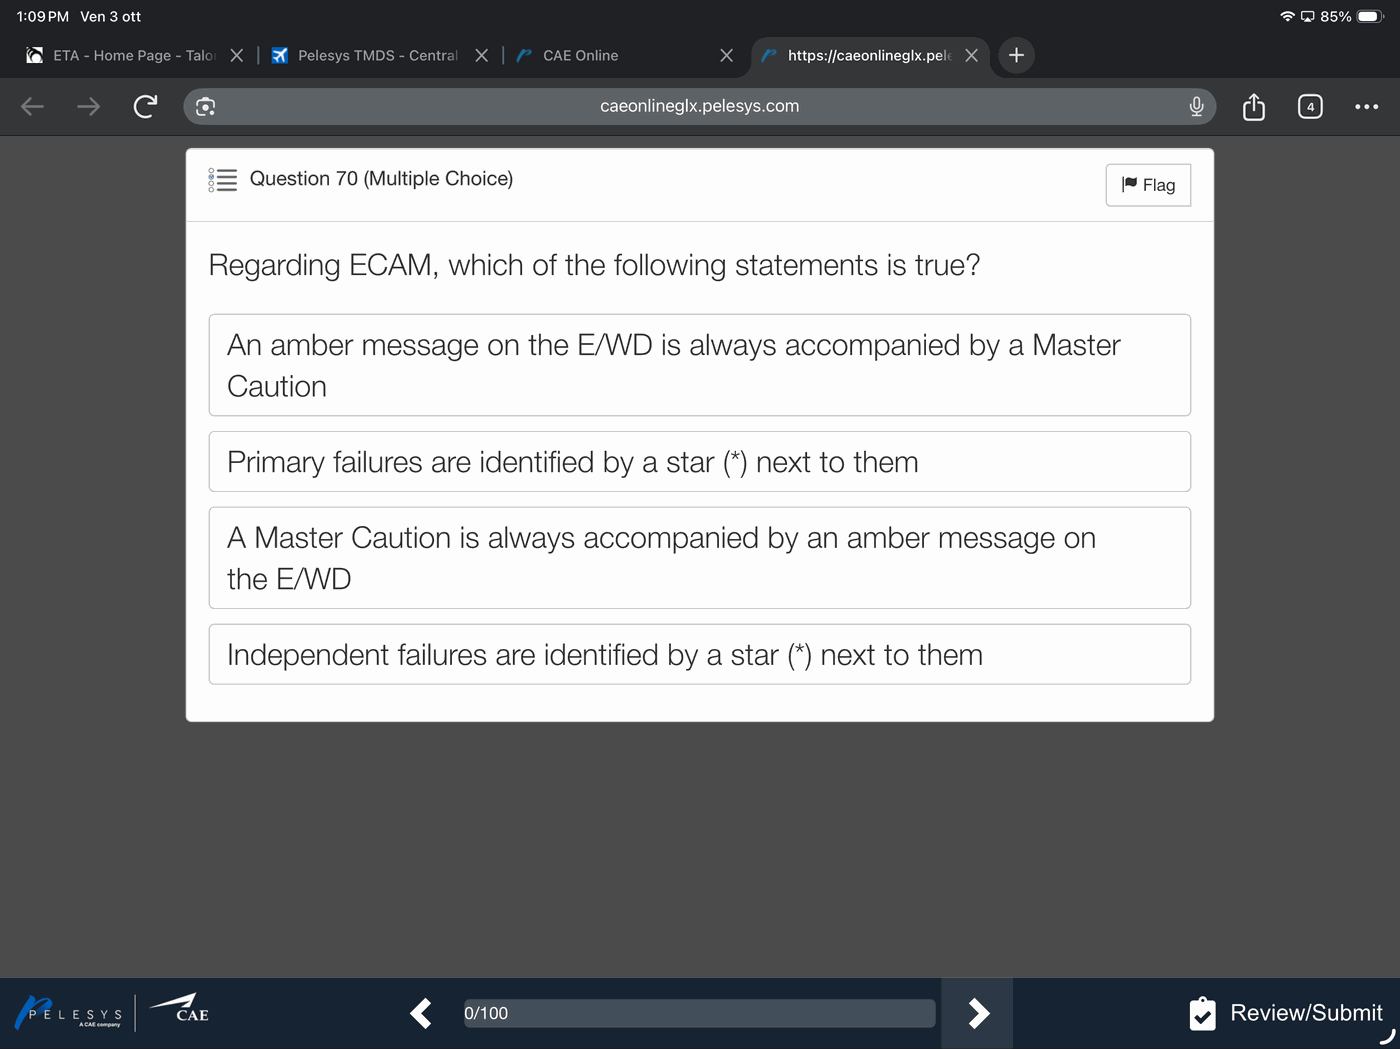 1:09 PM Ven 3 ott 85%
ETA - Home Page - Talo Pelesys TMDS - Central CAE Online https://caeonlineglx.pele
caeonlineglx.pelesys.com 4
Question 70 (Multiple Choice) Flag
Regarding ECAM, which of the following statements is true?
An amber message on the E/WD is always accompanied by a Master
Caution
Primary failures are identified by a star (*) next to them
A Master Caution is always accompanied by an amber message on
the E/WD
Independent failures are identified by a star (*) next to them
PELESYS
A CAE company
CAE
0/100
Review/Submit